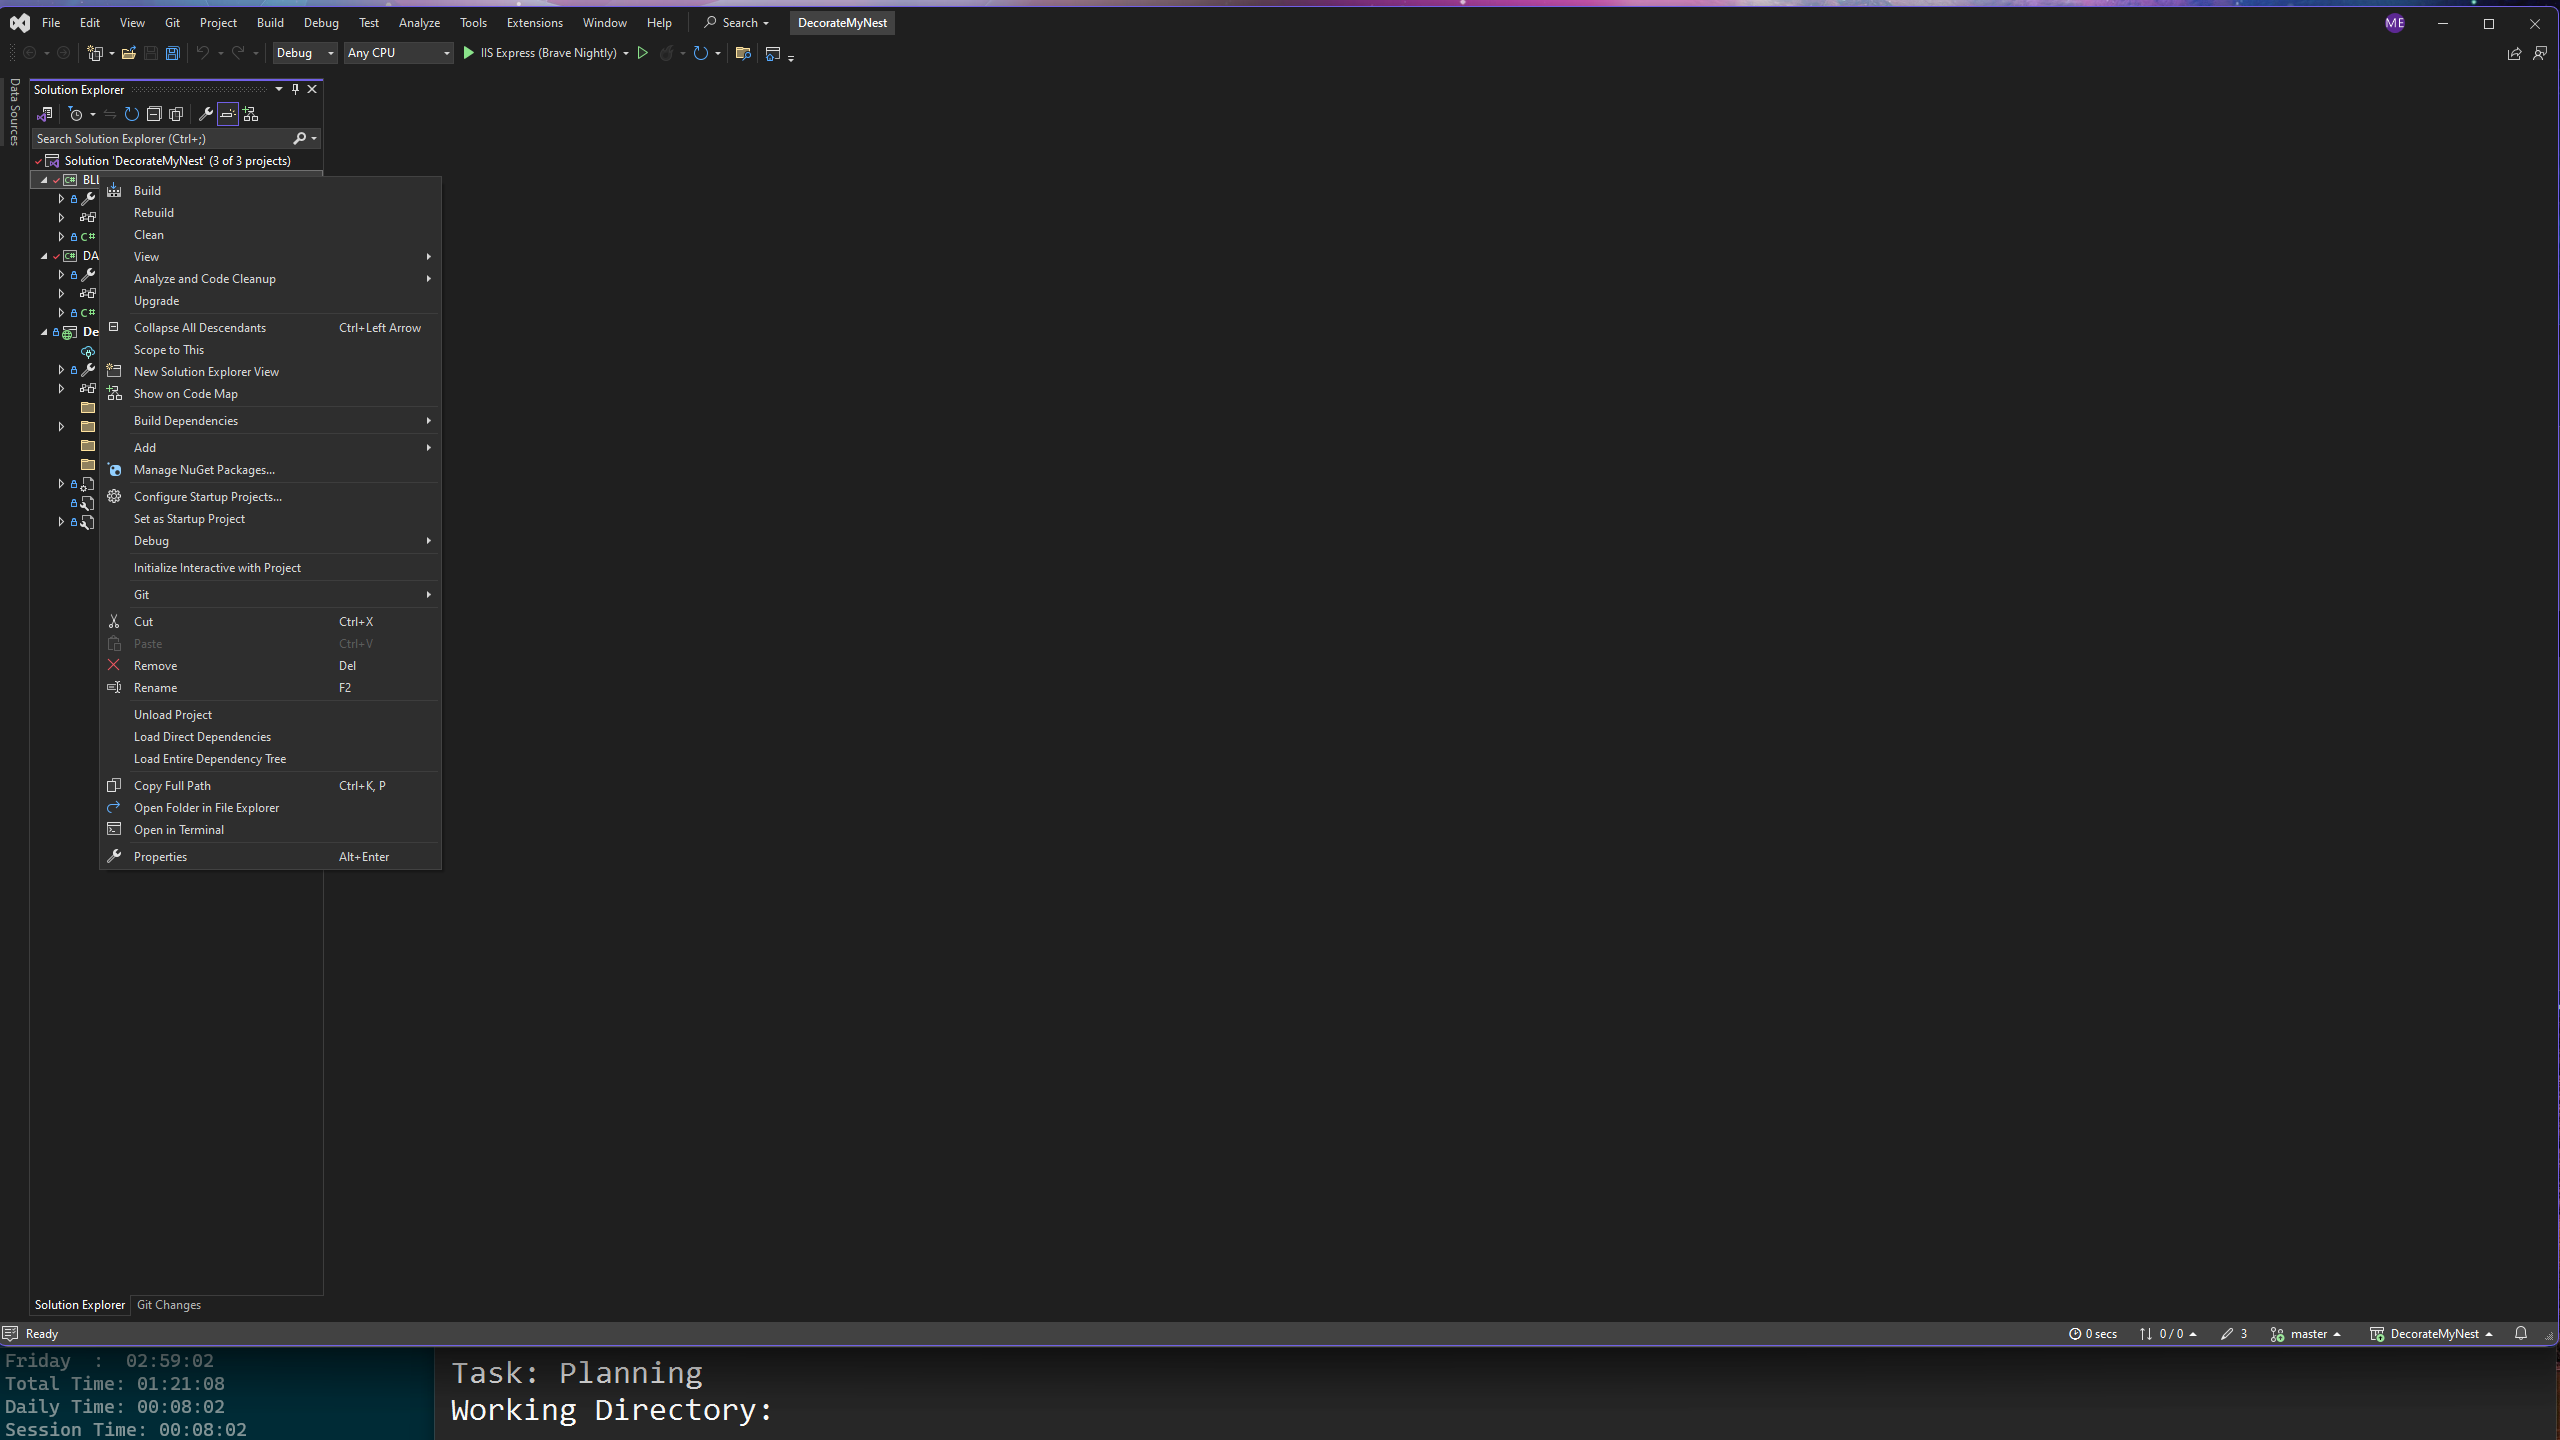 File Edit View Git Project Build Debug Test Analyze Tools Extensions Window Help Search DecorateMyNest ME
Debug Any CPU IIS Express (Brave Nightly)
Data Sources
Solution Explorer
Search Solution Explorer (Ctrl+;)
Solution 'DecorateMyNest' (3 of 3 projects)
BLL
C#
DA
C#
De
Build
Rebuild
Clean
View
Analyze and Code Cleanup
Upgrade
Collapse All Descendants Ctrl+Left Arrow
Scope to This
New Solution Explorer View
Show on Code Map
Build Dependencies
Add
Manage NuGet Packages...
Configure Startup Projects...
Set as Startup Project
Debug
Initialize Interactive with Project
Git
Cut Ctrl+X
Paste Ctrl+V
Remove Del
Rename F2
Unload Project
Load Direct Dependencies
Load Entire Dependency Tree
Copy Full Path Ctrl+K, P
Open Folder in File Explorer
Open in Terminal
Properties Alt+Enter
Solution Explorer Git Changes
Ready 0 secs 0 / 0 3 master DecorateMyNest
Friday : 02:59:02
Total Time: 01:21:08
Daily Time: 00:08:02
Session Time: 00:08:02
Task: Planning
Working Directory: